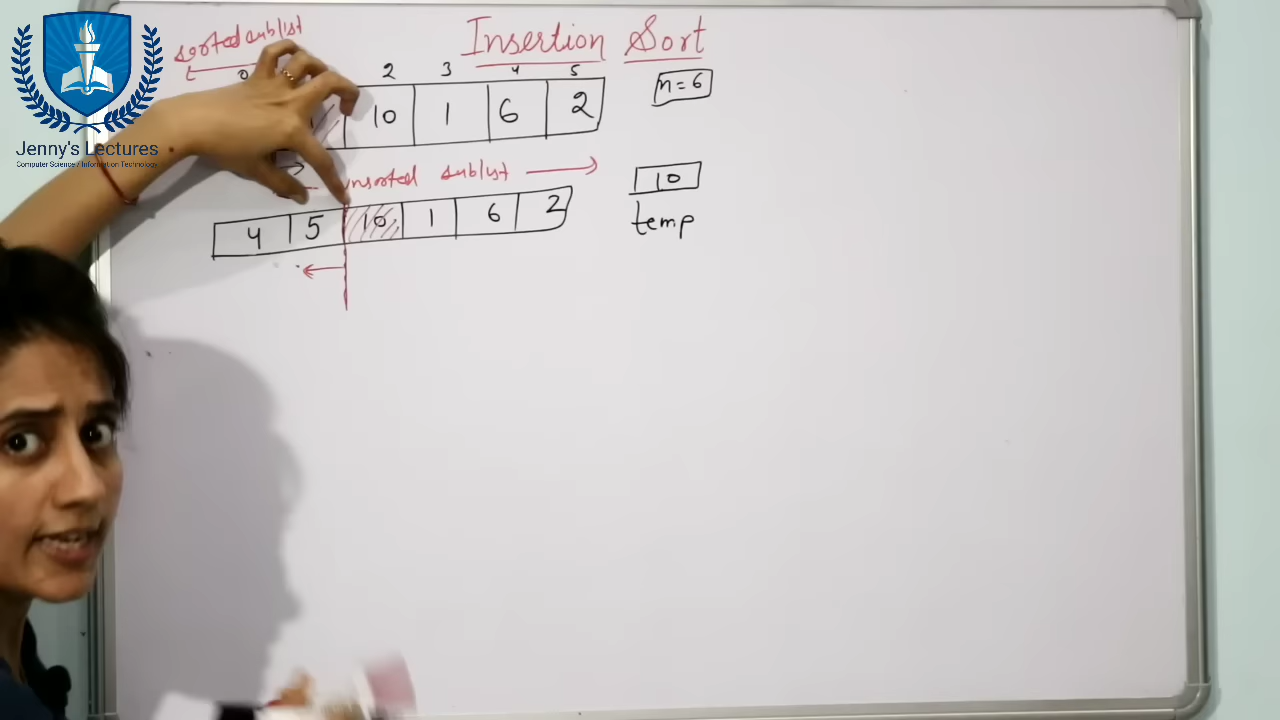 Insertion Sort
sorted sublist
0 2 3 4 5
10 1 6 2
n = 6
unsorted sublist
4 5 10 1 6 2
10
temp
Jenny's Lectures
Computer Science / Information Technology